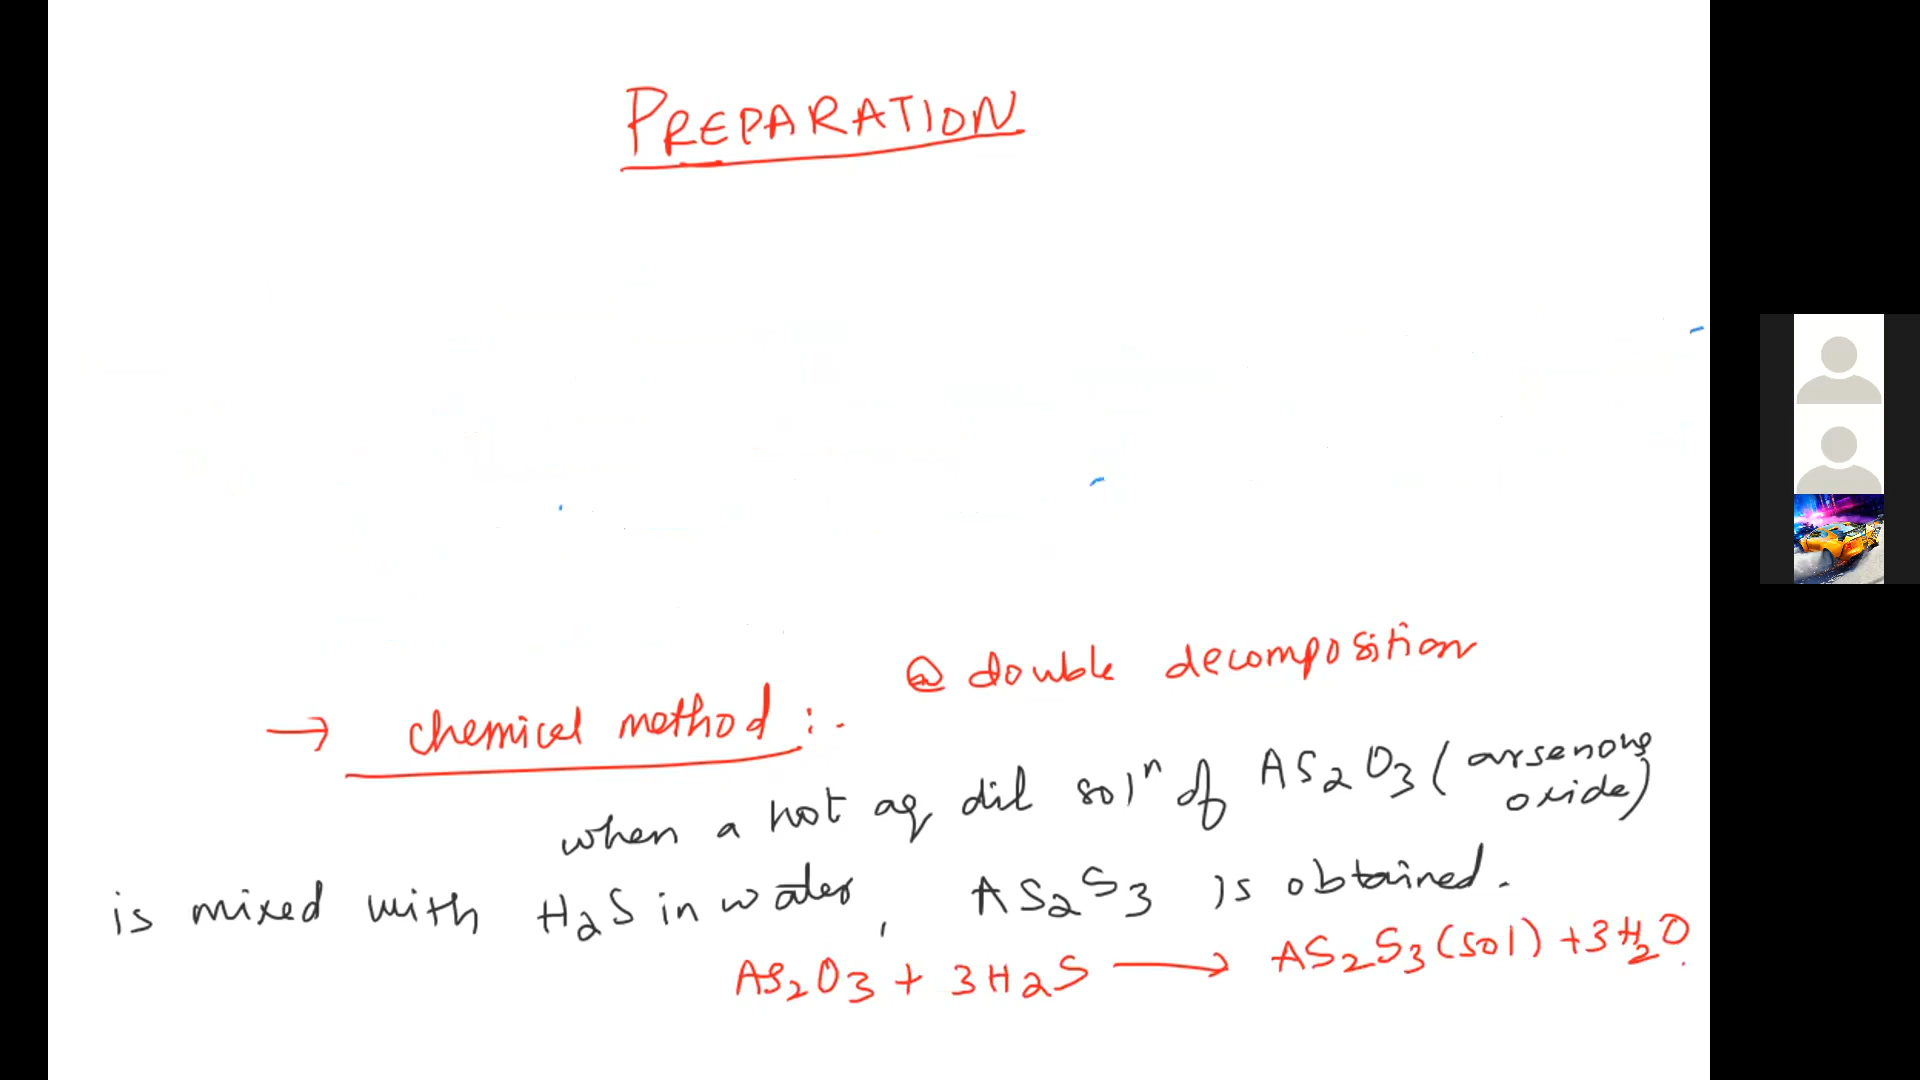 PREPARATION
ⓐ double decomposition
→ chemical method :-
when a hot aq dil solⁿ of AS₂O₃ (arsenous oxide)
is mixed with H₂S in water, AS₂S₃ is obtained.
AS₂O₃ + 3H₂S ⟶ AS₂S₃ (sol) + 3H₂O.